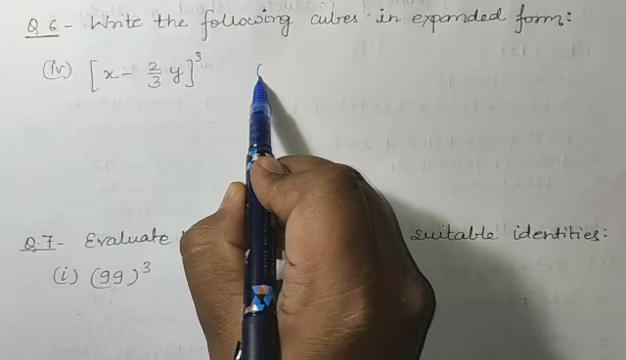 Q.6- Write the following cubes in expanded form:
(iv) [x - 2/3 y]³
(
Q.7- Evaluate suitable identities:
(i) (99)³